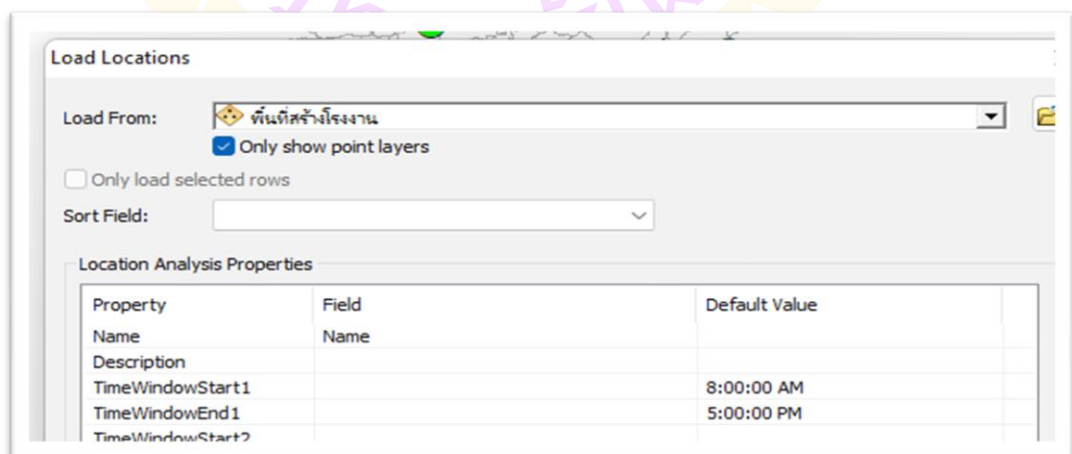 Load Locations
Load From: พื้นที่สร้างโรงงาน
Only show point layers
Only load selected rows
Sort Field:
Location Analysis Properties
Property Field Default Value
Name Name
Description
TimeWindowStart1 8:00:00 AM
TimeWindowEnd1 5:00:00 PM
TimeWindowStart2